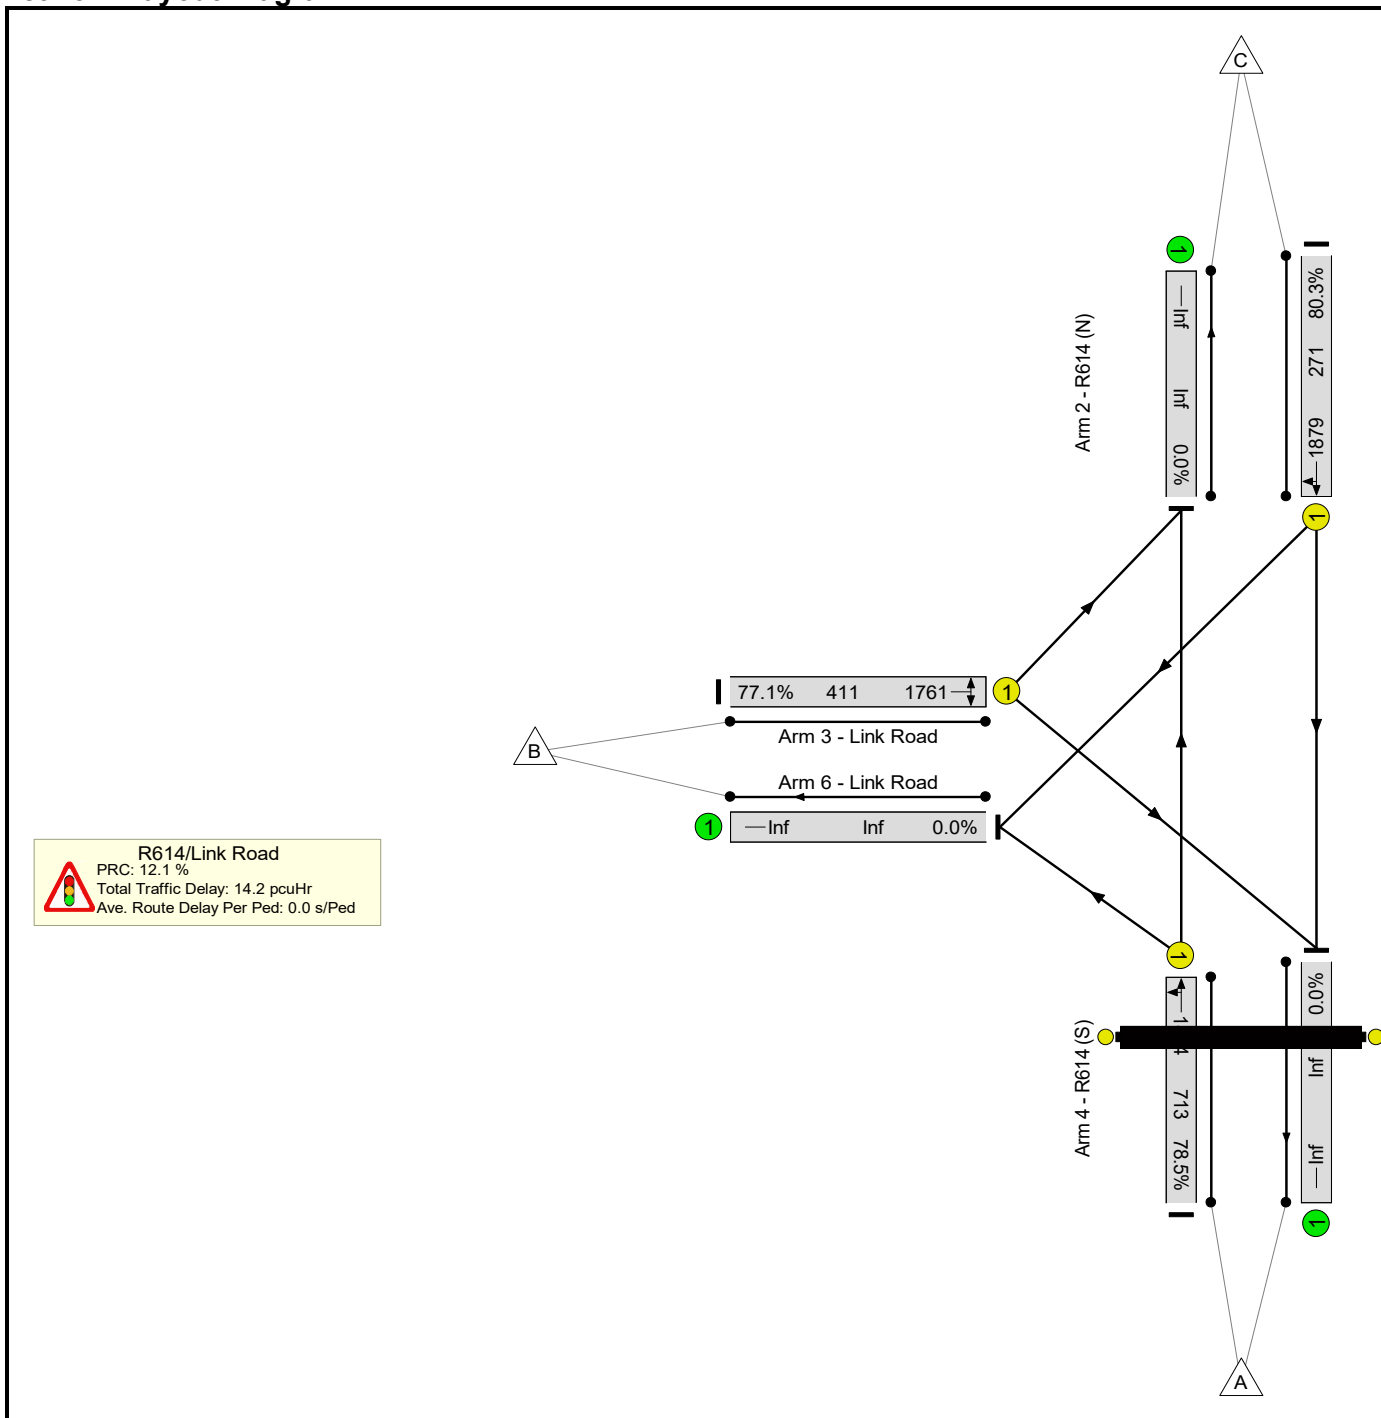 C
1
Inf
Inf
0.0%
Arm 2 - R614 (N)
80.3%
271
1879
1
77.1% 411 1761
1
Arm 3 - Link Road
B
Arm 6 - Link Road
1
Inf Inf 0.0%
R614/Link Road
PRC: 12.1 %
Total Traffic Delay: 14.2 pcuHr
Ave. Route Delay Per Ped: 0.0 s/Ped
1
713
78.5%
Arm 4 - R614 (S)
0.0%
Inf
Inf
1
A